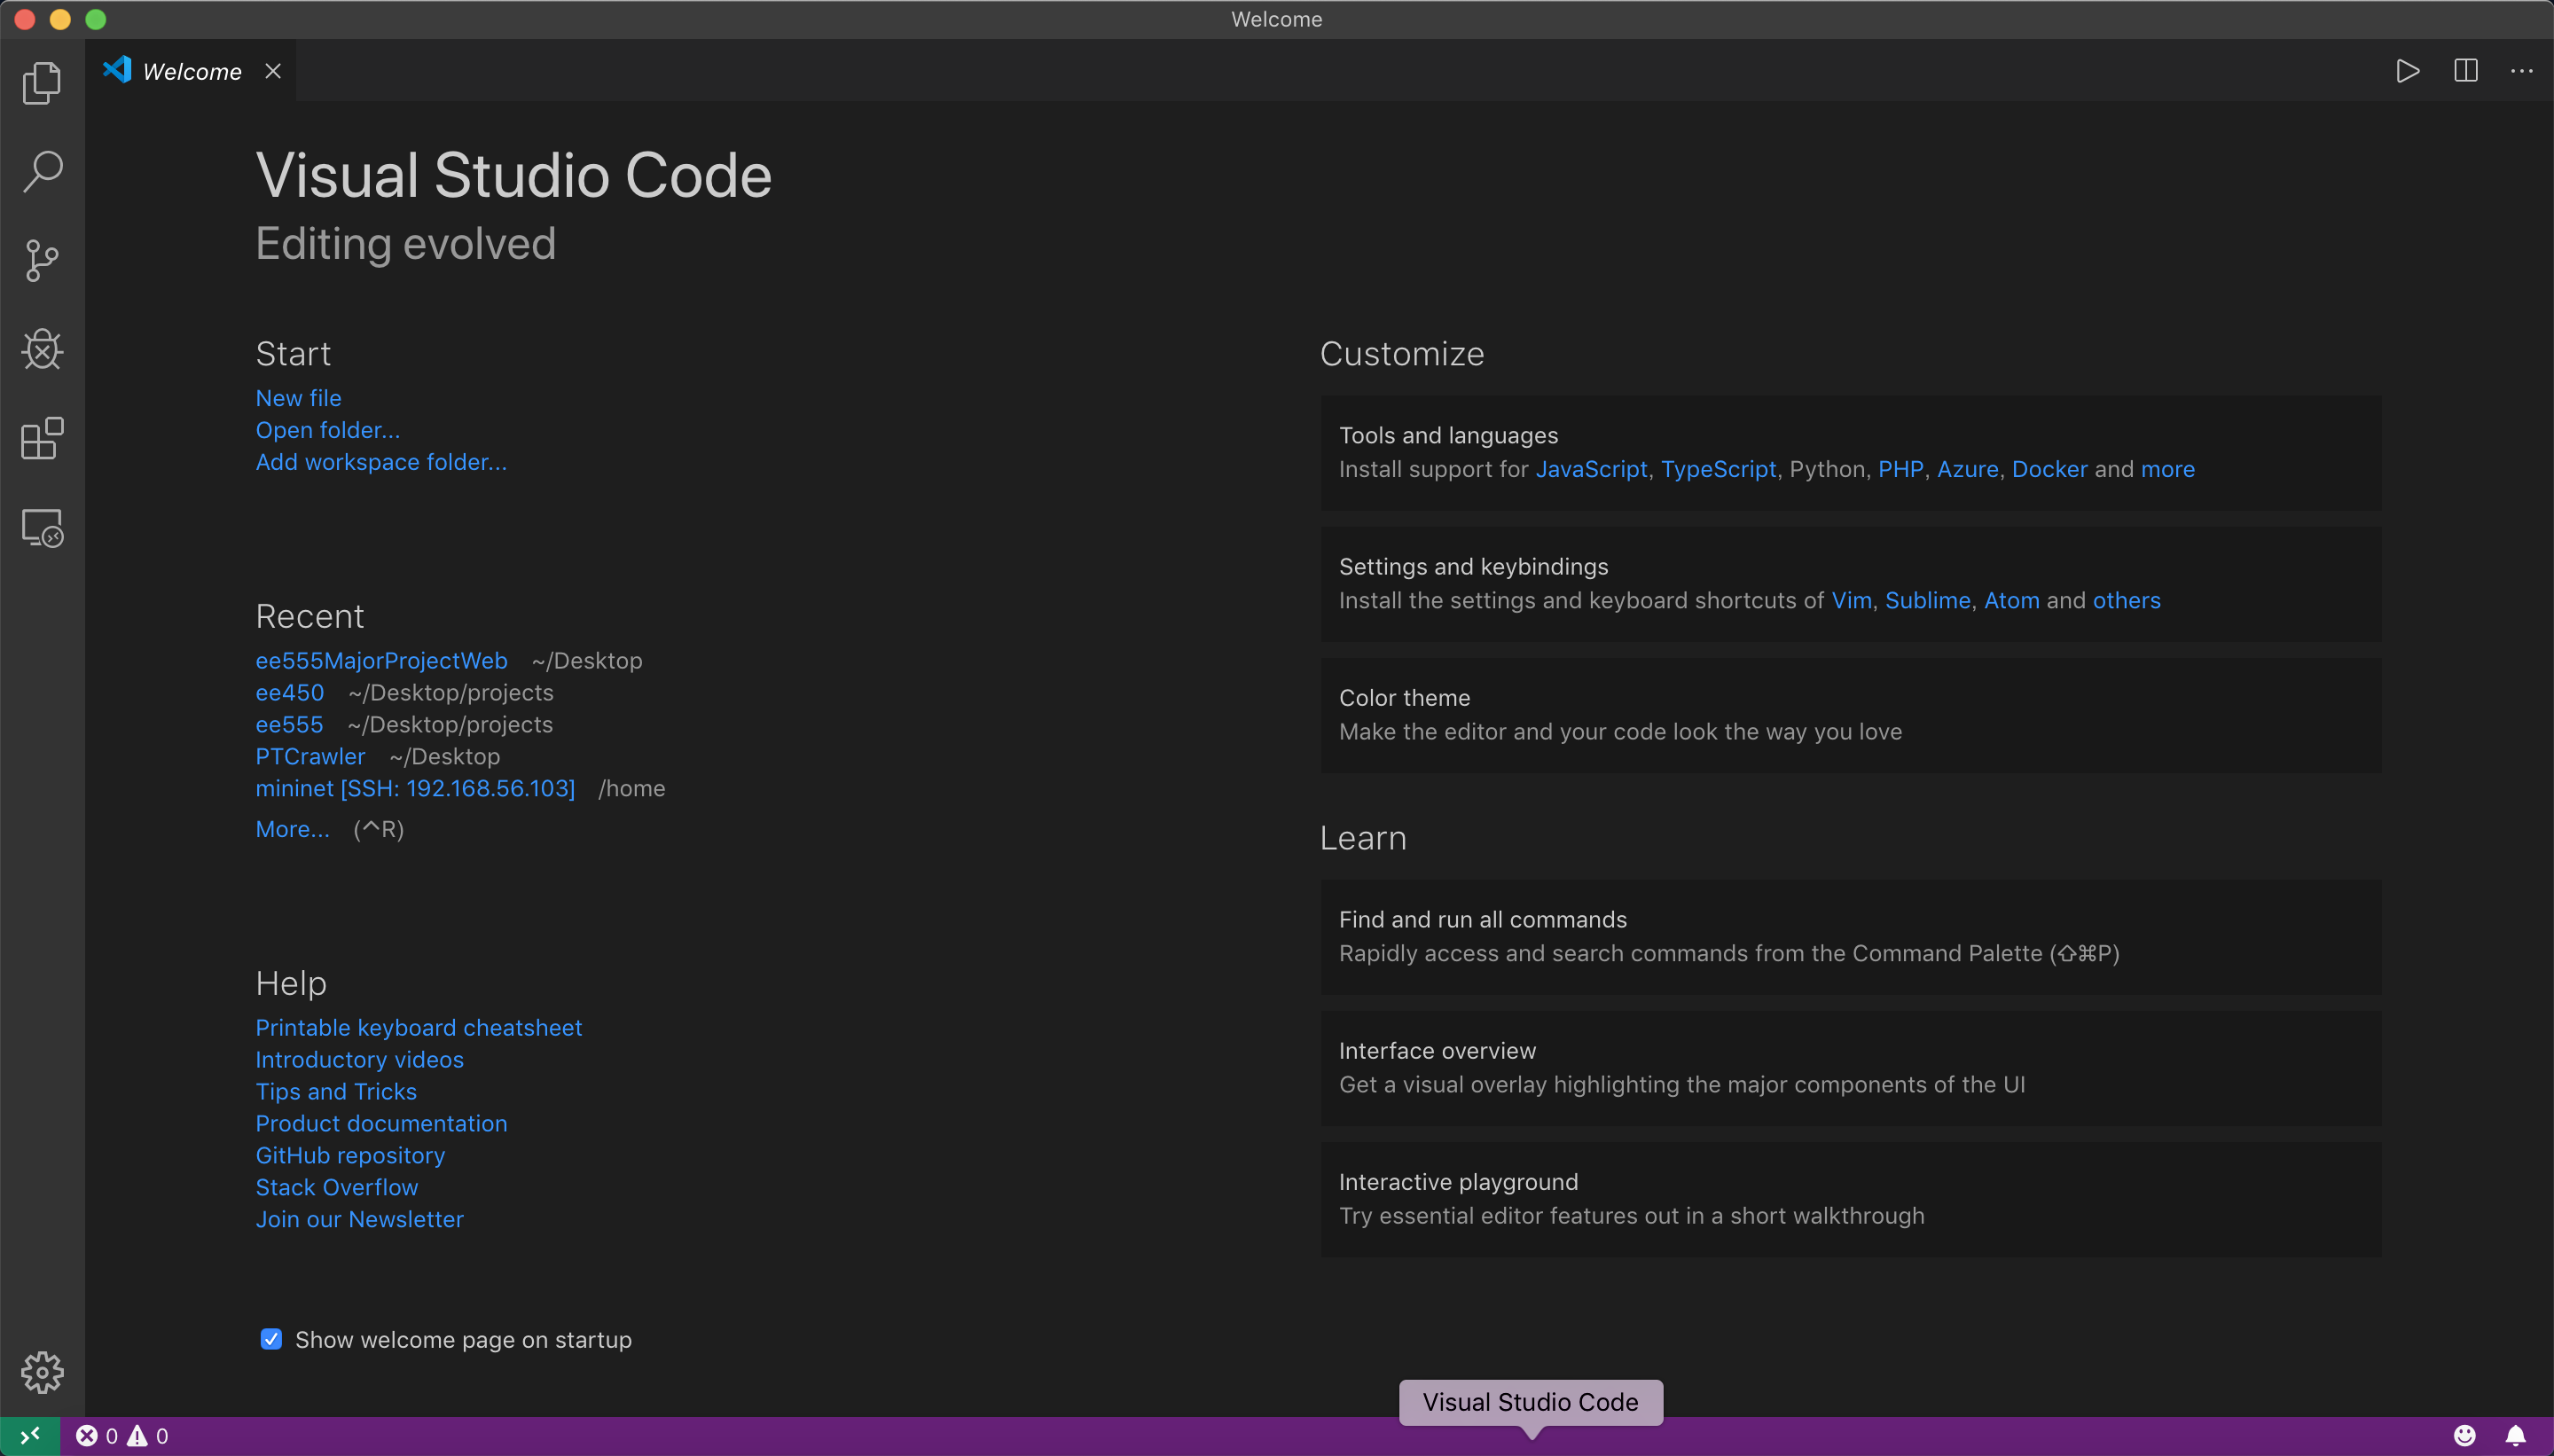 Welcome
Welcome
Visual Studio Code
Editing evolved
Start
New file
Open folder...
Add workspace folder...
Recent
ee555MajorProjectWeb ~/Desktop
ee450 ~/Desktop/projects
ee555 ~/Desktop/projects
PTCrawler ~/Desktop
mininet [SSH: 192.168.56.103] /home
More... (^R)
Help
Printable keyboard cheatsheet
Introductory videos
Tips and Tricks
Product documentation
GitHub repository
Stack Overflow
Join our Newsletter
Show welcome page on startup
Customize
Tools and languages
Install support for JavaScript, TypeScript, Python, PHP, Azure, Docker and more
Settings and keybindings
Install the settings and keyboard shortcuts of Vim, Sublime, Atom and others
Color theme
Make the editor and your code look the way you love
Learn
Find and run all commands
Rapidly access and search commands from the Command Palette (⇧⌘P)
Interface overview
Get a visual overlay highlighting the major components of the UI
Interactive playground
Try essential editor features out in a short walkthrough
Visual Studio Code
0 0